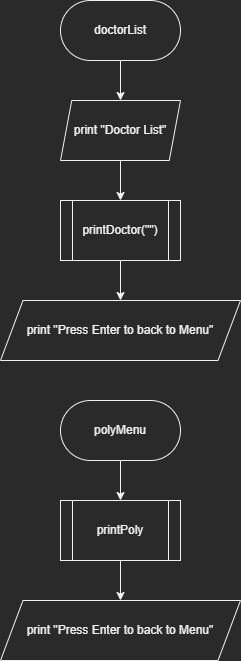 doctorList
print "Doctor List"
printDoctor("")
print "Press Enter to back to Menu"
polyMenu
printPoly
print "Press Enter to back to Menu"